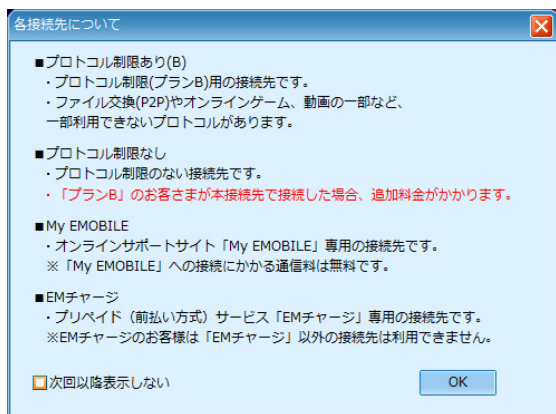 各接続先について
■プロトコル制限あり(B)
・プロトコル制限(プランB)用の接続先です。
・ファイル交換(P2P)やオンラインゲーム、動画の一部など、
一部利用できないプロトコルがあります。
■プロトコル制限なし
・プロトコル制限のない接続先です。
・「プランB」のお客さまが本接続先で接続した場合、追加料金がかかります。
■My EMOBILE
・オンラインサポートサイト「My EMOBILE」専用の接続先です。
※「My EMOBILE」への接続にかかる通信料は無料です。
■EMチャージ
・プリペイド（前払い方式）サービス「EMチャージ」専用の接続先です。
※EMチャージのお客様は「EMチャージ」以外の接続先は利用できません。
次回以降表示しない
OK